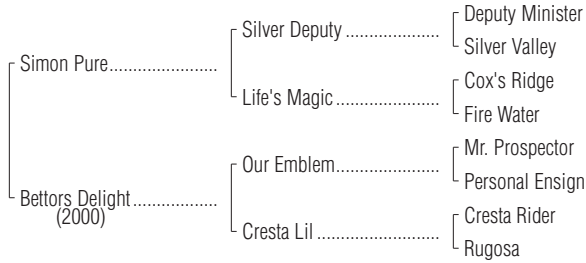 Deputy Minister
Silver Deputy ....................
Silver Valley
Simon Pure.......................
Cox's Ridge
Life's Magic ......................
Fire Water
Mr. Prospector
Our Emblem......................
Personal Ensign
Bettors Delight..................
(2000)
Cresta Rider
Cresta Lil ..........................
Rugosa